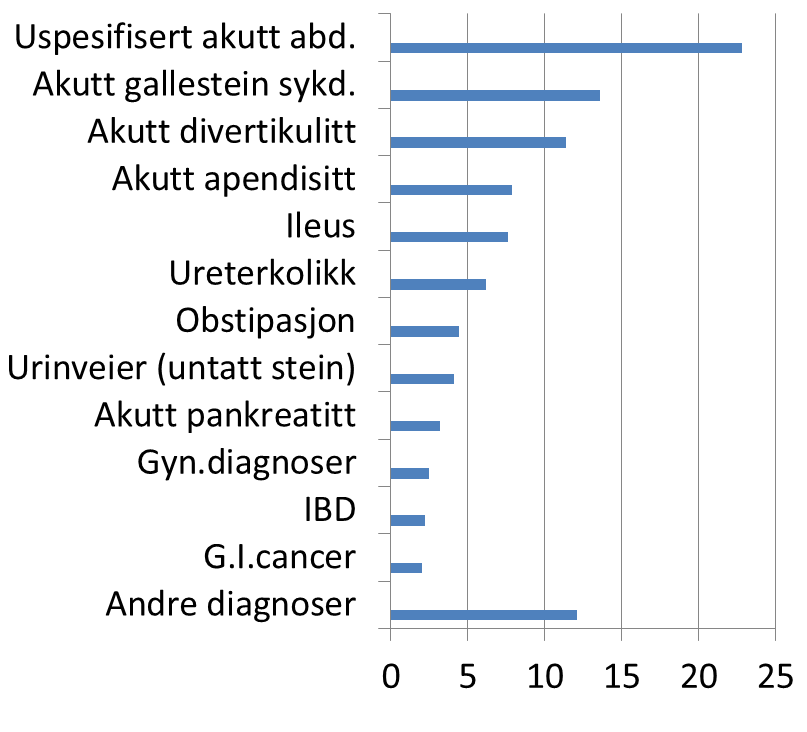 Uspesifisert akutt abd.
Akutt gallestein sykd.
Akutt divertikulitt
Akutt apendisitt
Ileus
Ureterkolikk
Obstipasjon
Urinveier (untatt stein)
Akutt pankreatitt
Gyn.diagnoser
IBD
G.I.cancer
Andre diagnoser
0 5 10 15 20 25